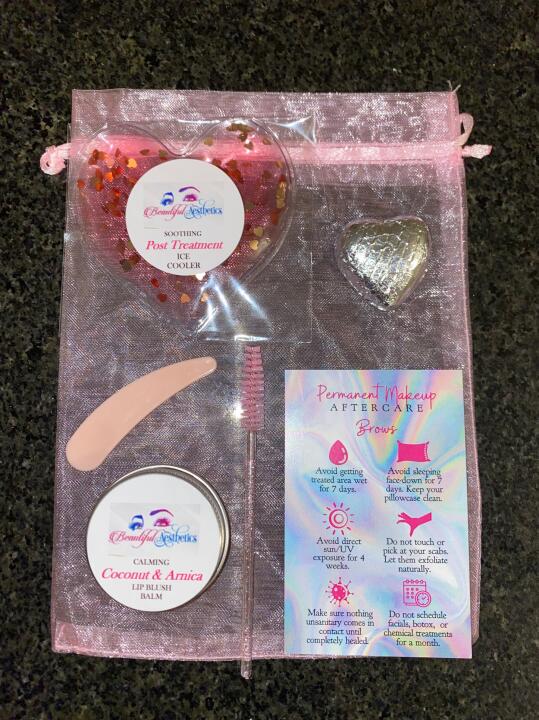 Beautiful Aesthetics
SOOTHING
Post Treatment
ICE
COOLER
Beautiful Aesthetics
CALMING
Coconut & Arnica
LIP BLUSH
BALM
Permanent Makeup
AFTERCARE
Brows
Avoid getting
treated area wet
for 7 days.
Avoid sleeping
face-down for 7
days. Keep your
pillowcase clean.
Avoid direct
sun/UV
exposure for 4
weeks.
Do not touch or
pick at your scabs.
Let them exfoliate
naturally.
Make sure nothing
unsanitary comes in
contact until
completely healed.
Do not schedule
facials, botox, or
chemical treatments
for a month.